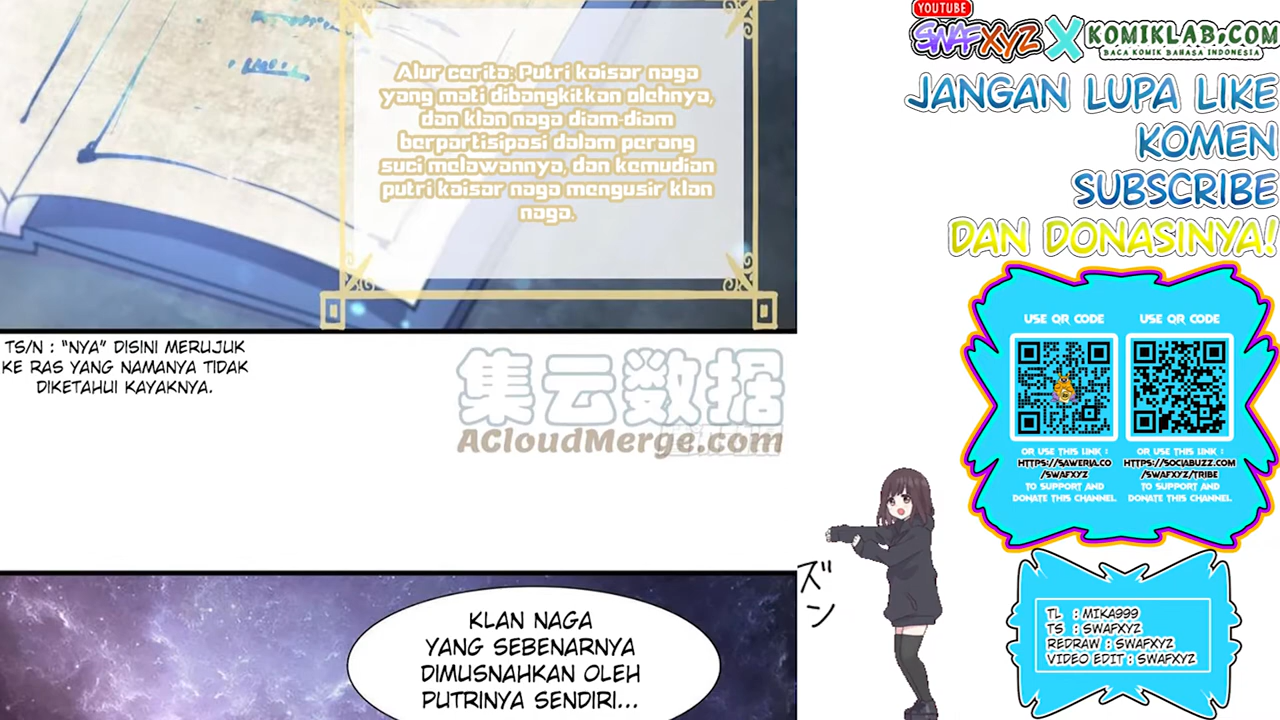 Alur cerita: Putri kaisar naga
yang mati dibangkitkan olehnya,
dan klan naga diam-diam
berpartisipasi dalam perang
suci melawannya, dan kemudian
putri kaisar naga mengusir klan
naga.
TS/N : “NYA” DISINI MERUJUK
KE RAS YANG NAMANYA TIDAK
DIKETAHUI KAYAKNYA.
集云数据
ACloudMerge.com
KLAN NAGA
YANG SEBENARNYA
DIMUSNAHKAN OLEH
PUTRINYA SENDIRI...
YOUTUBE
SWAFXYZ X KOMIKLAB.COM
BACA KOMIK BAHASA INDONESIA
JANGAN LUPA LIKE
KOMEN
SUBSCRIBE
DAN DONASINYA!
USE QR CODE
OR USE THIS LINK :
HTTPS://SAWERIA.CO
/SWAFXYZ
TO SUPPORT AND
DONATE THIS CHANNEL
USE QR CODE
OR USE THIS LINK :
HTTPS://SOCIABUZZ.COM
/SWAFXYZ/TRIBE
TO SUPPORT AND
DONATE THIS CHANNEL
ズン
TL : MIKA999
TS : SWAFXYZ
REDRAW : SWAFXYZ
VIDEO EDIT : SWAFXYZ